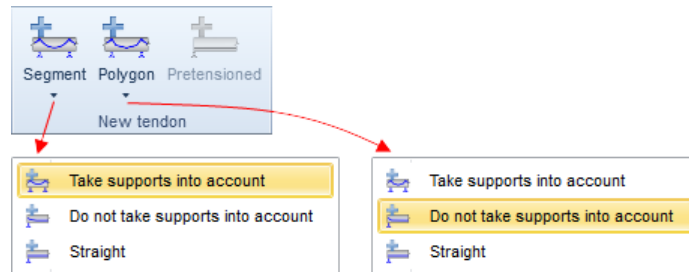 Segment Polygon Pretensioned
New tendon
Take supports into account
Do not take supports into account
Straight
Take supports into account
Do not take supports into account
Straight